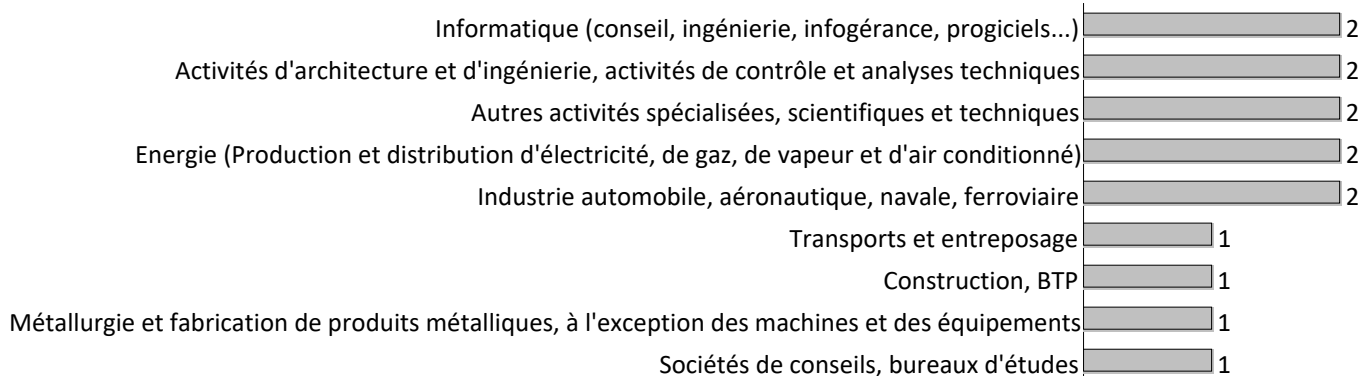 Informatique (conseil, ingénierie, infogérance, progiciels...) 2
Activités d'architecture et d'ingénierie, activités de contrôle et analyses techniques 2
Autres activités spécialisées, scientifiques et techniques 2
Energie (Production et distribution d'électricité, de gaz, de vapeur et d'air conditionné) 2
Industrie automobile, aéronautique, navale, ferroviaire 2
Transports et entreposage 1
Construction, BTP 1
Métallurgie et fabrication de produits métalliques, à l'exception des machines et des équipements 1
Sociétés de conseils, bureaux d'études 1